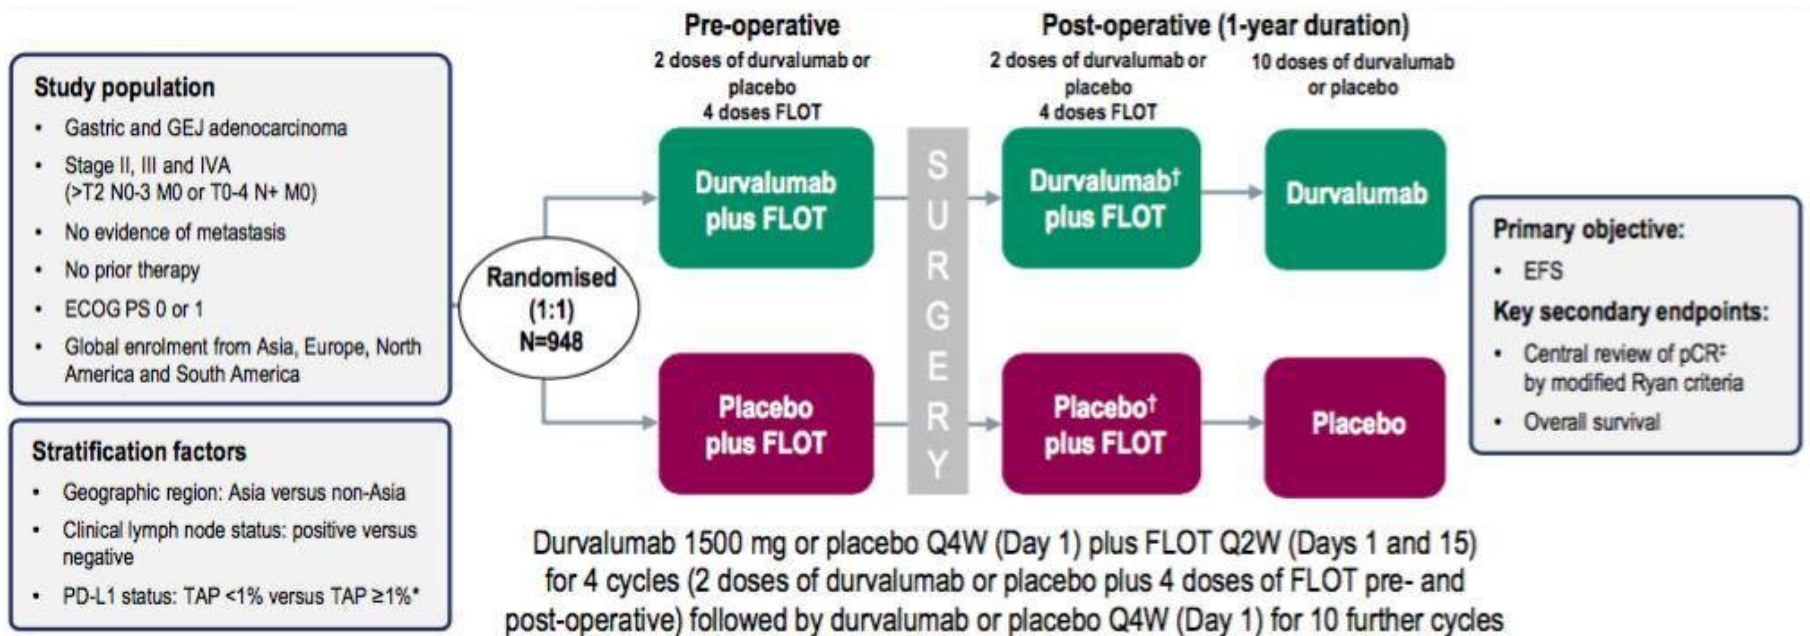 Pre-operative
2 doses of durvalumab or
placebo
4 doses FLOT
Post-operative (1-year duration)
2 doses of durvalumab or
placebo
4 doses FLOT
10 doses of durvalumab
or placebo
Study population
• Gastric and GEJ adenocarcinoma
• Stage II, III and IVA
(>T2 N0-3 M0 or T0-4 N+ M0)
• No evidence of metastasis
• No prior therapy
• ECOG PS 0 or 1
• Global enrolment from Asia, Europe, North
America and South America
Stratification factors
• Geographic region: Asia versus non-Asia
• Clinical lymph node status: positive versus
negative
• PD-L1 status: TAP <1% versus TAP ≥1%*
Randomised
(1:1)
N=948
Durvalumab
plus FLOT
SURGERY
Durvalumab†
plus FLOT
Durvalumab
Placebo
plus FLOT
Placebo†
plus FLOT
Placebo
Primary objective:
• EFS
Key secondary endpoints:
• Central review of pCR‡
by modified Ryan criteria
• Overall survival
Durvalumab 1500 mg or placebo Q4W (Day 1) plus FLOT Q2W (Days 1 and 15)
for 4 cycles (2 doses of durvalumab or placebo plus 4 doses of FLOT pre- and
post-operative) followed by durvalumab or placebo Q4W (Day 1) for 10 further cycles